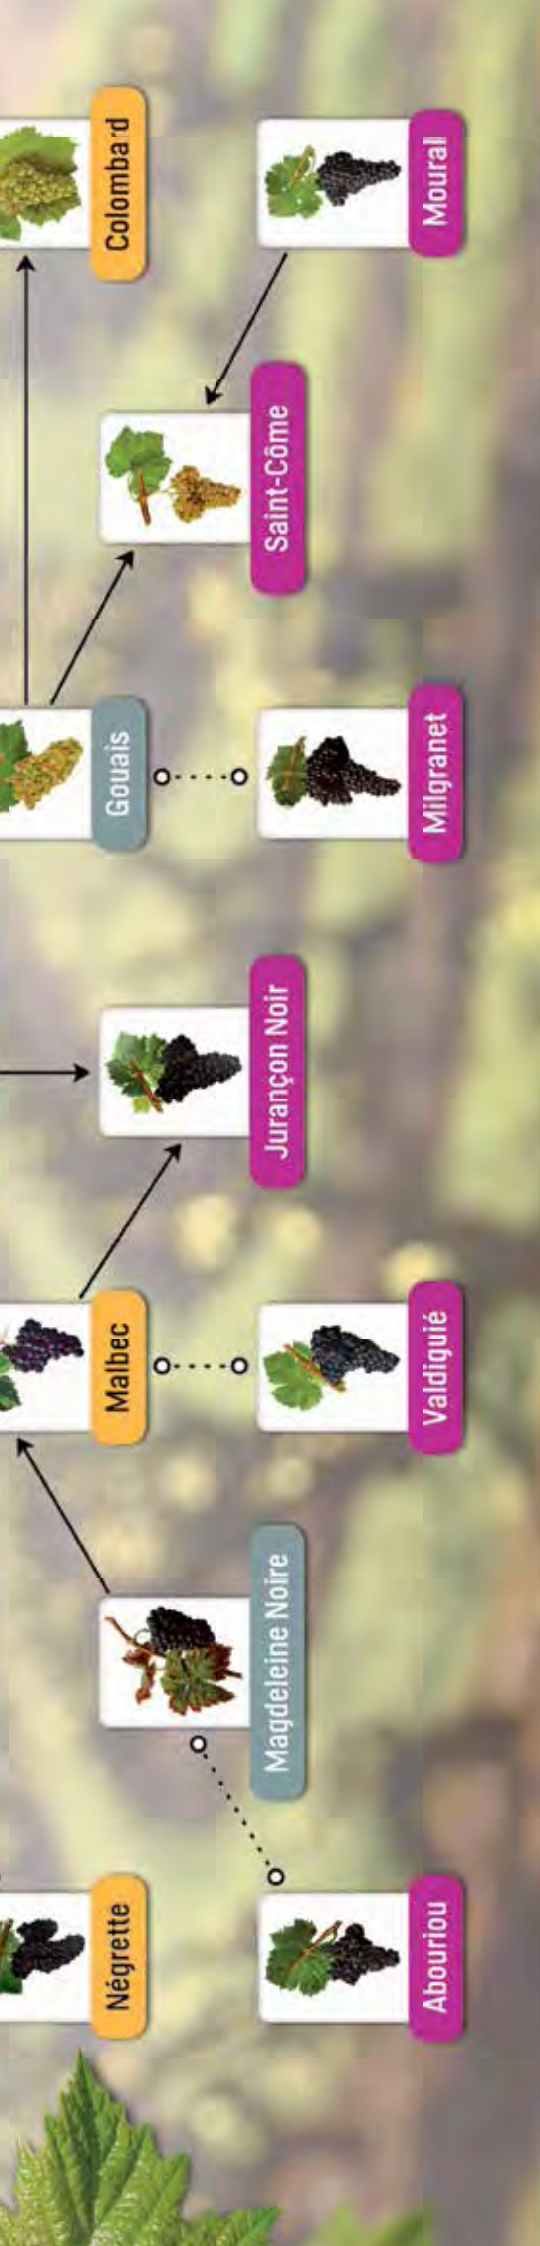 Négrette
Malbec
Gouais
Colombard
Magdeleine Noire
Jurançon Noir
Saint-Côme
Abouriou
Valdiguié
Milgranet
Moural